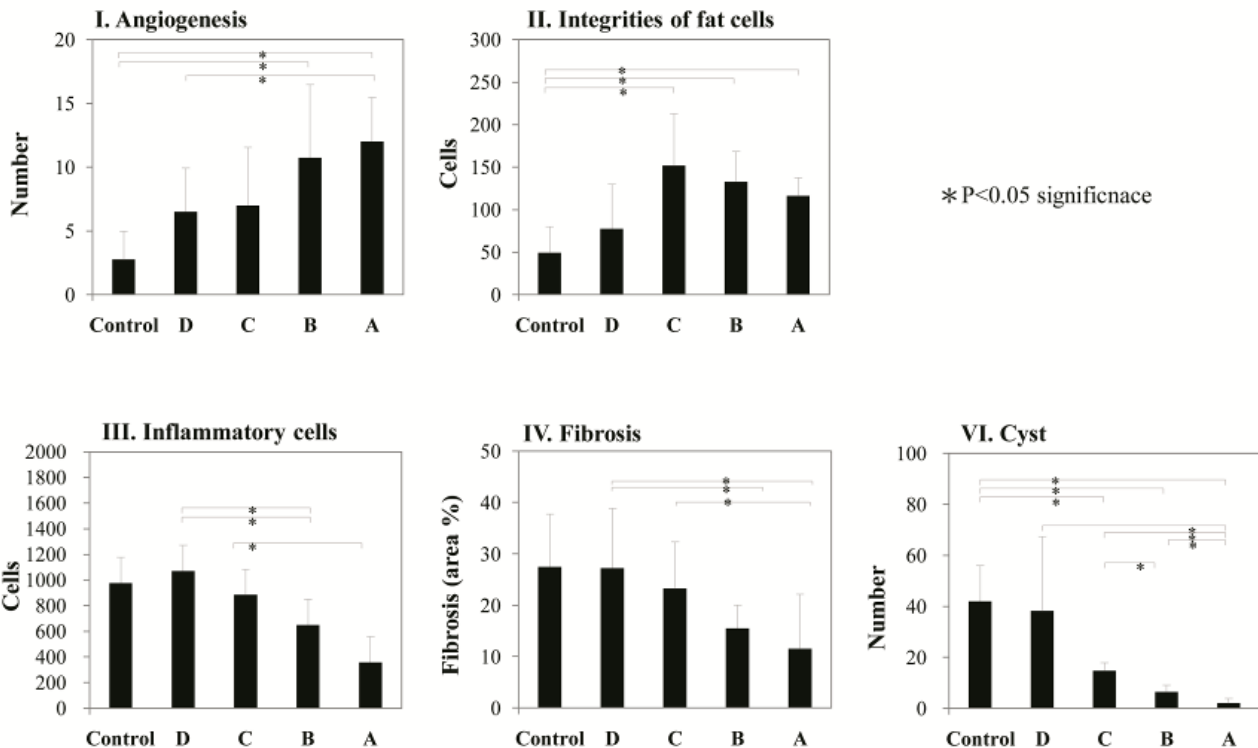 I. Angiogenesis
20
15
10
5
0
Number
Control D C B A
* * *
II. Integrities of fat cells
300
250
200
150
100
50
0
Cells
Control D C B A
* * *
* P<0.05 significnace
III. Inflammatory cells
2000
1800
1600
1400
1200
1000
800
600
400
200
0
Cells
Control D C B A
* * *
IV. Fibrosis
50
40
30
20
10
0
Fibrosis (area %)
Control D C B A
* * *
VI. Cyst
100
80
60
40
20
0
Number
Control D C B A
* * * * * * *